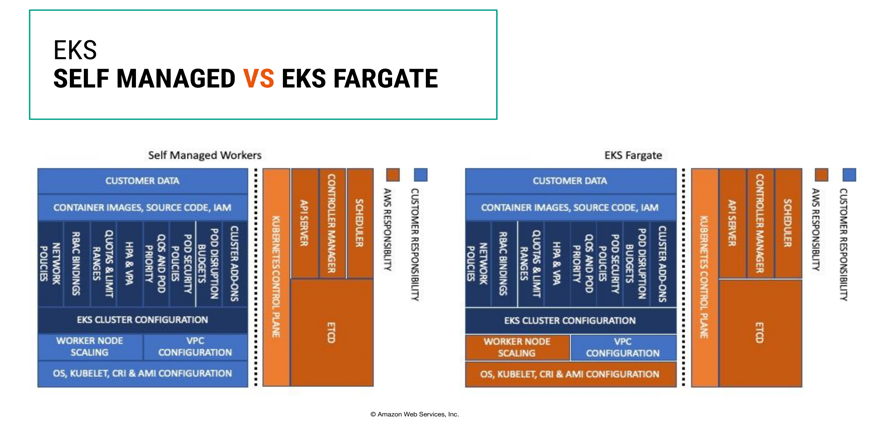 EKS
SELF MANAGED VS EKS FARGATE
Self Managed Workers
CUSTOMER DATA
CONTAINER IMAGES, SOURCE CODE, IAM
NETWORK
POLICIES
RBAC BINDINGS
QUOTAS & LIMIT
RANGES
HPA & VPA
QOS AND POD
PRIORITY
POD SECURITY
POLICIES
POD DISRUPTION
BUDGETS
CLUSTER ADD-ONS
EKS CLUSTER CONFIGURATION
WORKER NODE
SCALING
VPC
CONFIGURATION
OS, KUBELET, CRI & AMI CONFIGURATION
KUBERNETES CONTROL PLANE
API SERVER
CONTROLLER MANAGER
SCHEDULER
ETCD
AWS RESPONSIBLITY
CUSTOMER RESPONSIBILITY
EKS Fargate
CUSTOMER DATA
CONTAINER IMAGES, SOURCE CODE, IAM
NETWORK
POLICIES
RBAC BINDINGS
QUOTAS & LIMIT
RANGES
HPA & VPA
QOS AND POD
PRIORITY
POD SECURITY
POLICIES
POD DISRUPTION
BUDGETS
CLUSTER ADD-ONS
EKS CLUSTER CONFIGURATION
WORKER NODE
SCALING
VPC
CONFIGURATION
OS, KUBELET, CRI & AMI CONFIGURATION
KUBERNETES CONTROL PLANE
API SERVER
CONTROLLER MANAGER
SCHEDULER
ETCD
AWS RESPONSIBLITY
CUSTOMER RESPONSIBILITY
© Amazon Web Services, Inc.